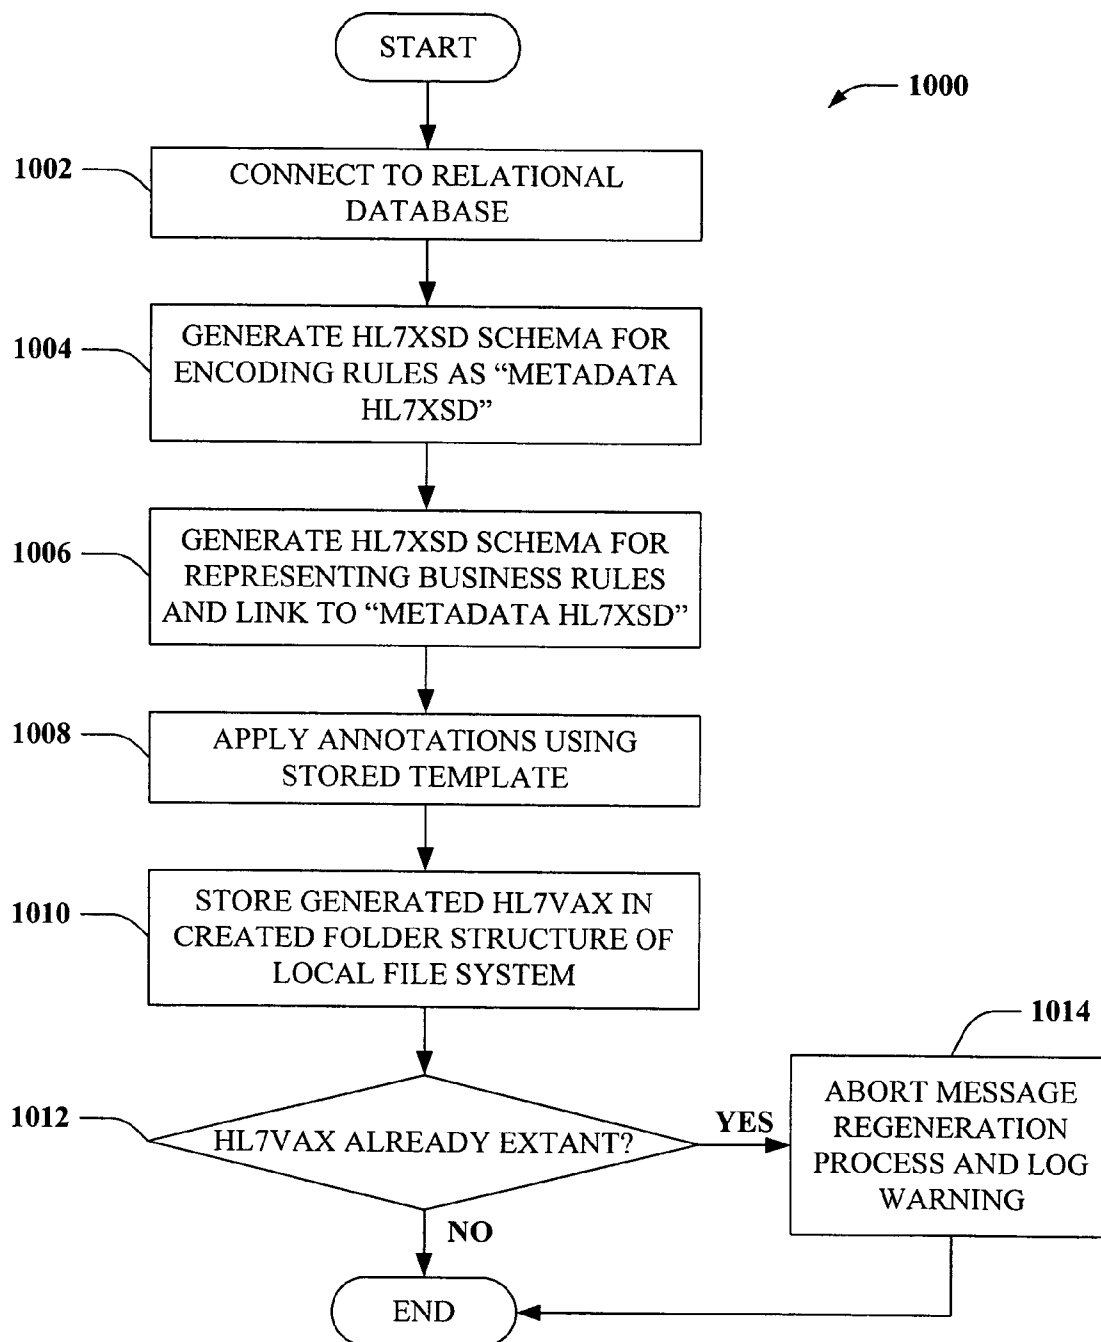 START
1000
1002
CONNECT TO RELATIONAL
DATABASE
1004
GENERATE HL7XSD SCHEMA FOR
ENCODING RULES AS “METADATA
HL7XSD”
1006
GENERATE HL7XSD SCHEMA FOR
REPRESENTING BUSINESS RULES
AND LINK TO “METADATA HL7XSD”
1008
APPLY ANNOTATIONS USING
STORED TEMPLATE
1010
STORE GENERATED HL7VAX IN
CREATED FOLDER STRUCTURE OF
LOCAL FILE SYSTEM
1012
HL7VAX ALREADY EXTANT?
YES
1014
ABORT MESSAGE
REGENERATION
PROCESS AND LOG
WARNING
NO
END